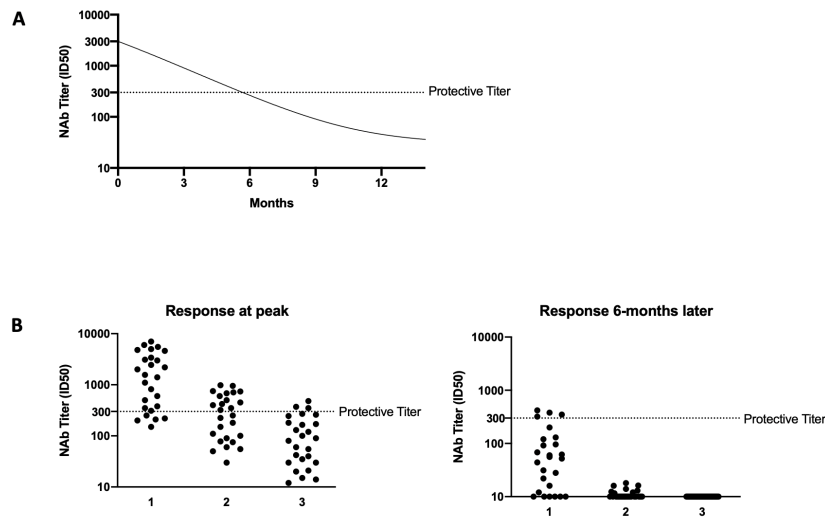 A
NAb Titer (ID50)
10000
3000
1000
300
100
10
Protective Titer
0 3 6 9 12
Months
B
Response at peak
NAb Titer (ID50)
10000
1000
300
100
10
Protective Titer
1 2 3
Response 6-months later
NAb Titer (ID50)
10000
1000
300
100
10
Protective Titer
1 2 3